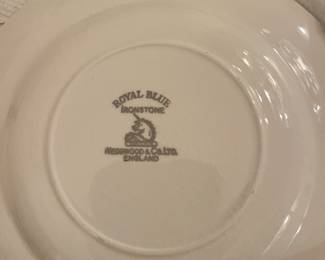 ROYAL BLUE
IRONSTONE
WEDGWOOD & Co. LTD.
ENGLAND